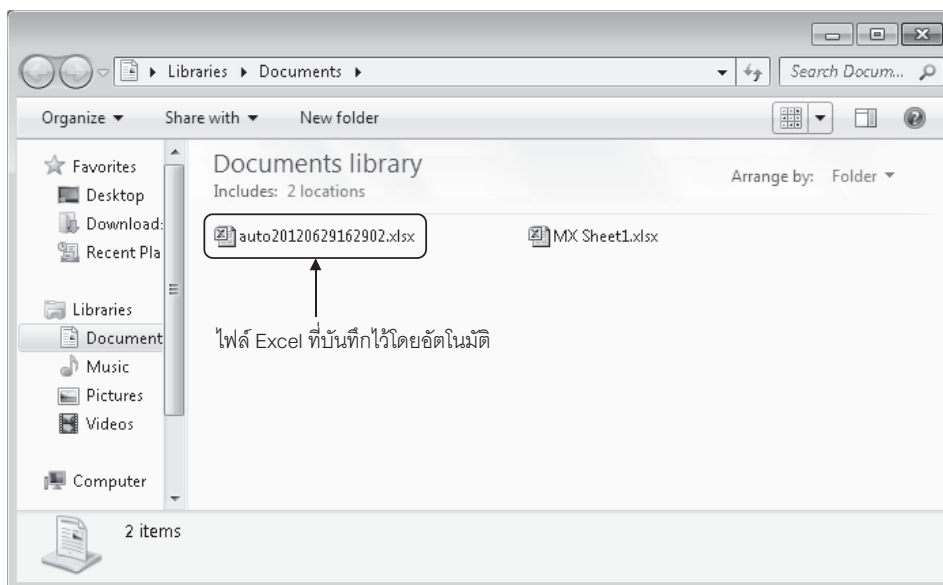 Libraries Documents
Search Docum...
Organize Share with New folder
Favorites
Desktop
Download:
Recent Pla
Libraries
Document
Music
Pictures
Videos
Computer
Documents library
Includes: 2 locations
Arrange by: Folder
auto20120629162902.xlsx
MX Sheet1.xlsx
ไฟล์ Excel ที่บันทึกไว้โดยอัตโนมัติ
2 items